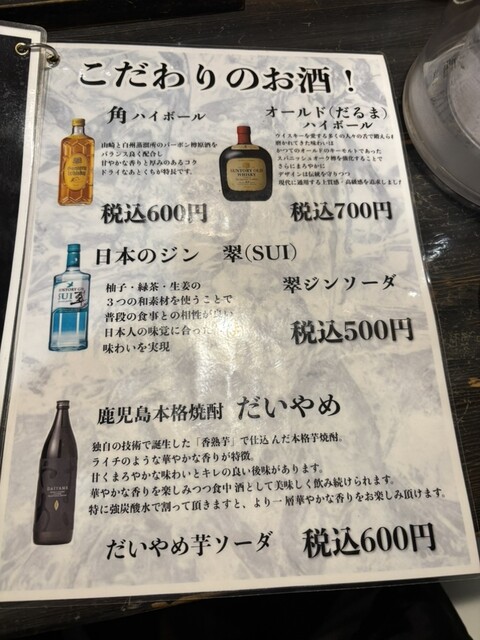 こだわりのお酒！
角 ハイボール
山崎と白州蒸溜所のバーボン樽原酒を
バランス良く配合し
甘やかな香りと厚みのあるコク
ドライなあとくちが特長です。
税込600円
オールド(だるま)
ハイボール
ウイスキーを愛する多くの人々の舌で鍛えられ
磨かれてきた味わいは
かつてのオールドのキーモルトであった
スパニッシュオーク樽を強化することで
さらにまろやかに
デザインは伝統を守りつつ
現代に通用する上質感・高級感を追求しました
税込700円
日本のジン 翠(SUI)
SUI 翠
柚子・緑茶・生姜の
３つの和素材を使うことで
普段の食事との相性が良い
日本人の味覚に合った
味わいを実現
翠ジンソーダ
税込500円
鹿児島本格焼酎 だいやめ
DAIYAME
独自の技術で誕生した「香熟芋」で仕込んだ本格芋焼酎。
ライチのような華やかな香りが特徴。
甘くまろやかな味わいとキレの良い後味があります。
華やかな香りを楽しみつつ食中酒として美味しく飲み続けられます。
特に強炭酸水で割って頂きますと、より一層華やかな香りをお楽しみ頂けます。
だいやめ芋ソーダ 税込600円